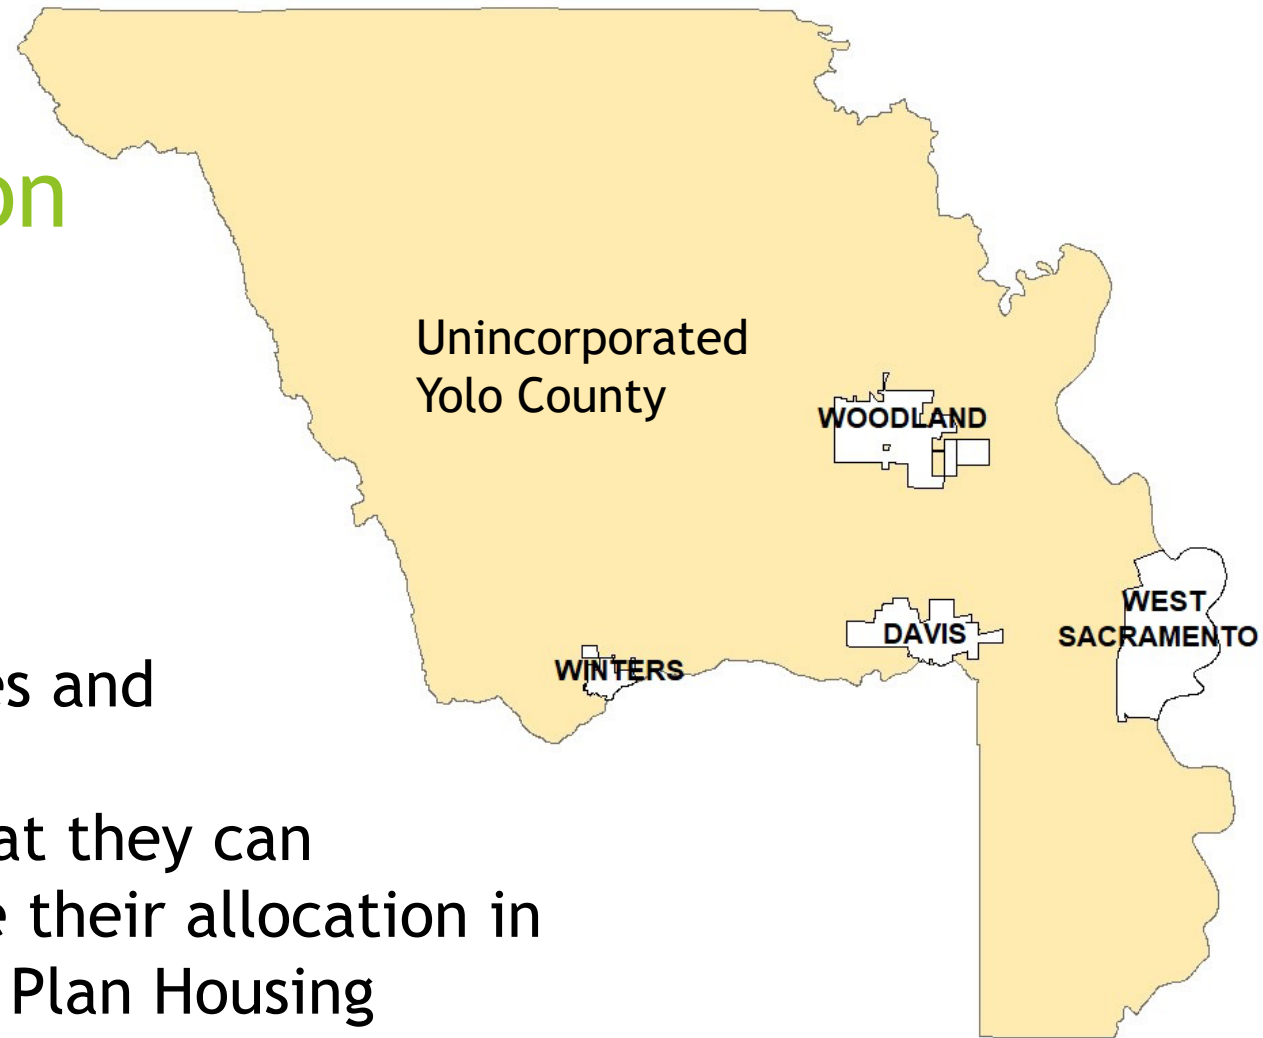 on
Unincorporated
Yolo County
WOODLAND
WEST
SACRAMENTO
DAVIS
WINTERS
es and
at they can
e their allocation in
Plan Housing